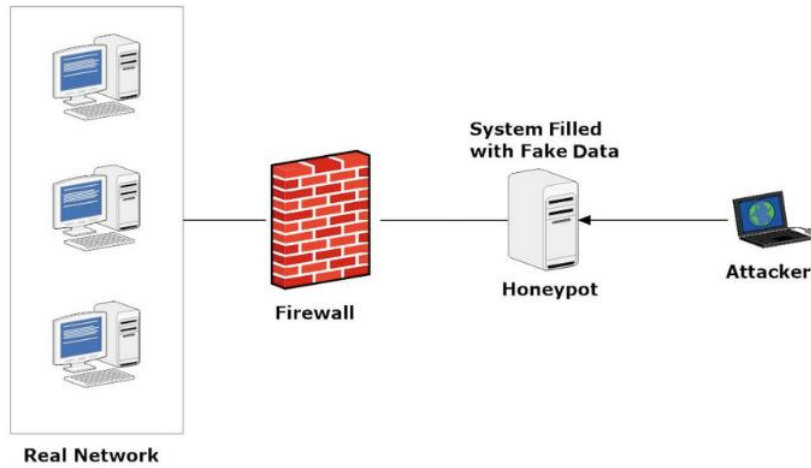 System Filled
with Fake Data
Firewall
Honeypot
Attacker
Real Network